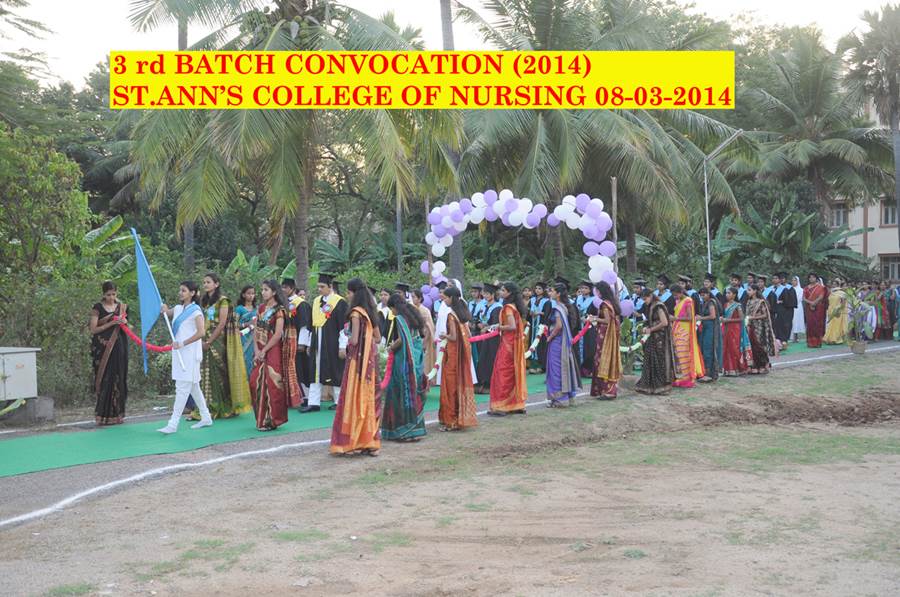 3 rd BATCH CONVOCATION (2014)
ST.ANN’S COLLEGE OF NURSING 08-03-2014